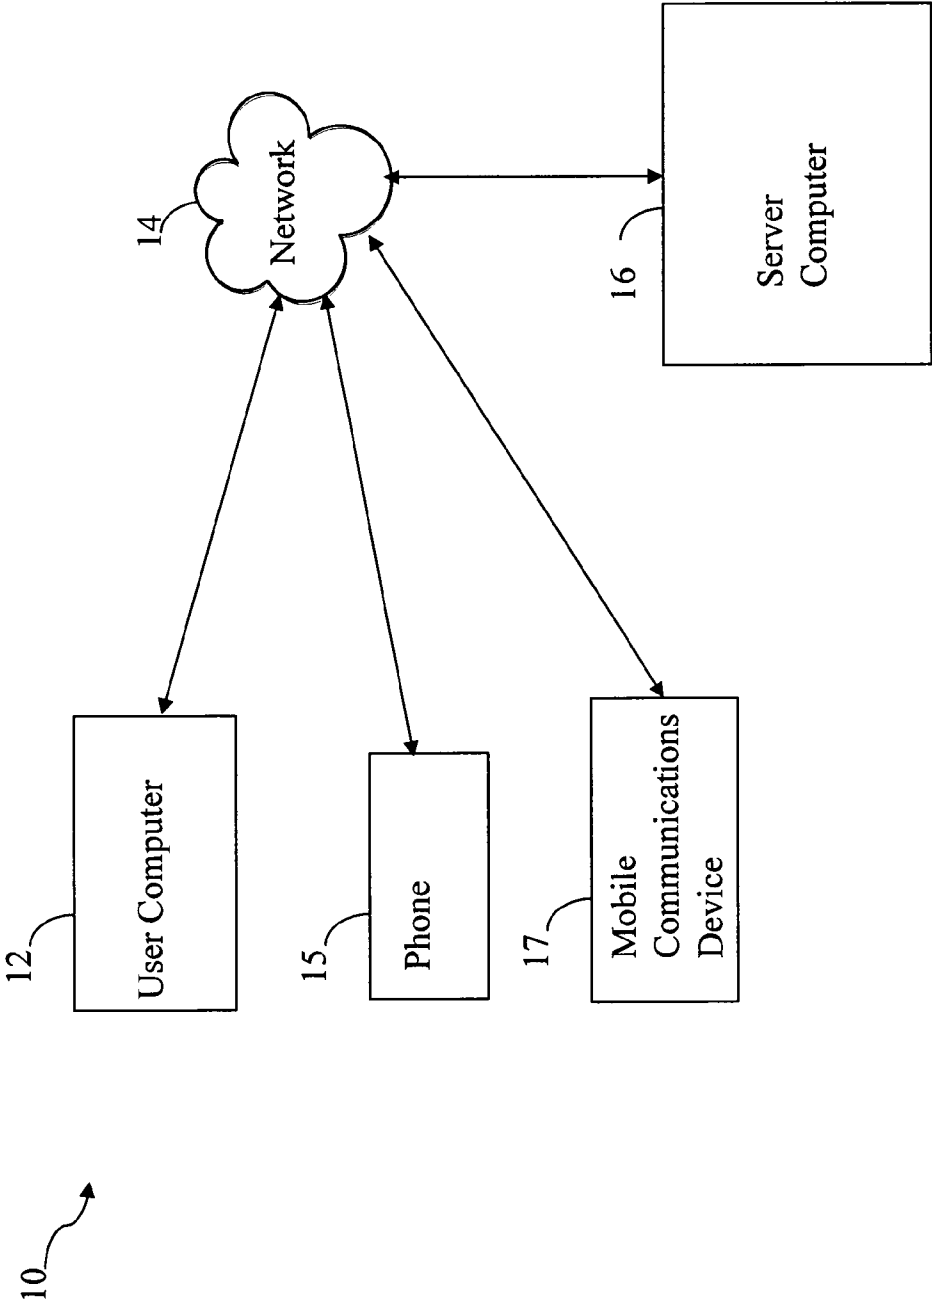 10
12
User Computer
15
Phone
17
Mobile
Communications
Device
14
Network
16
Server
Computer